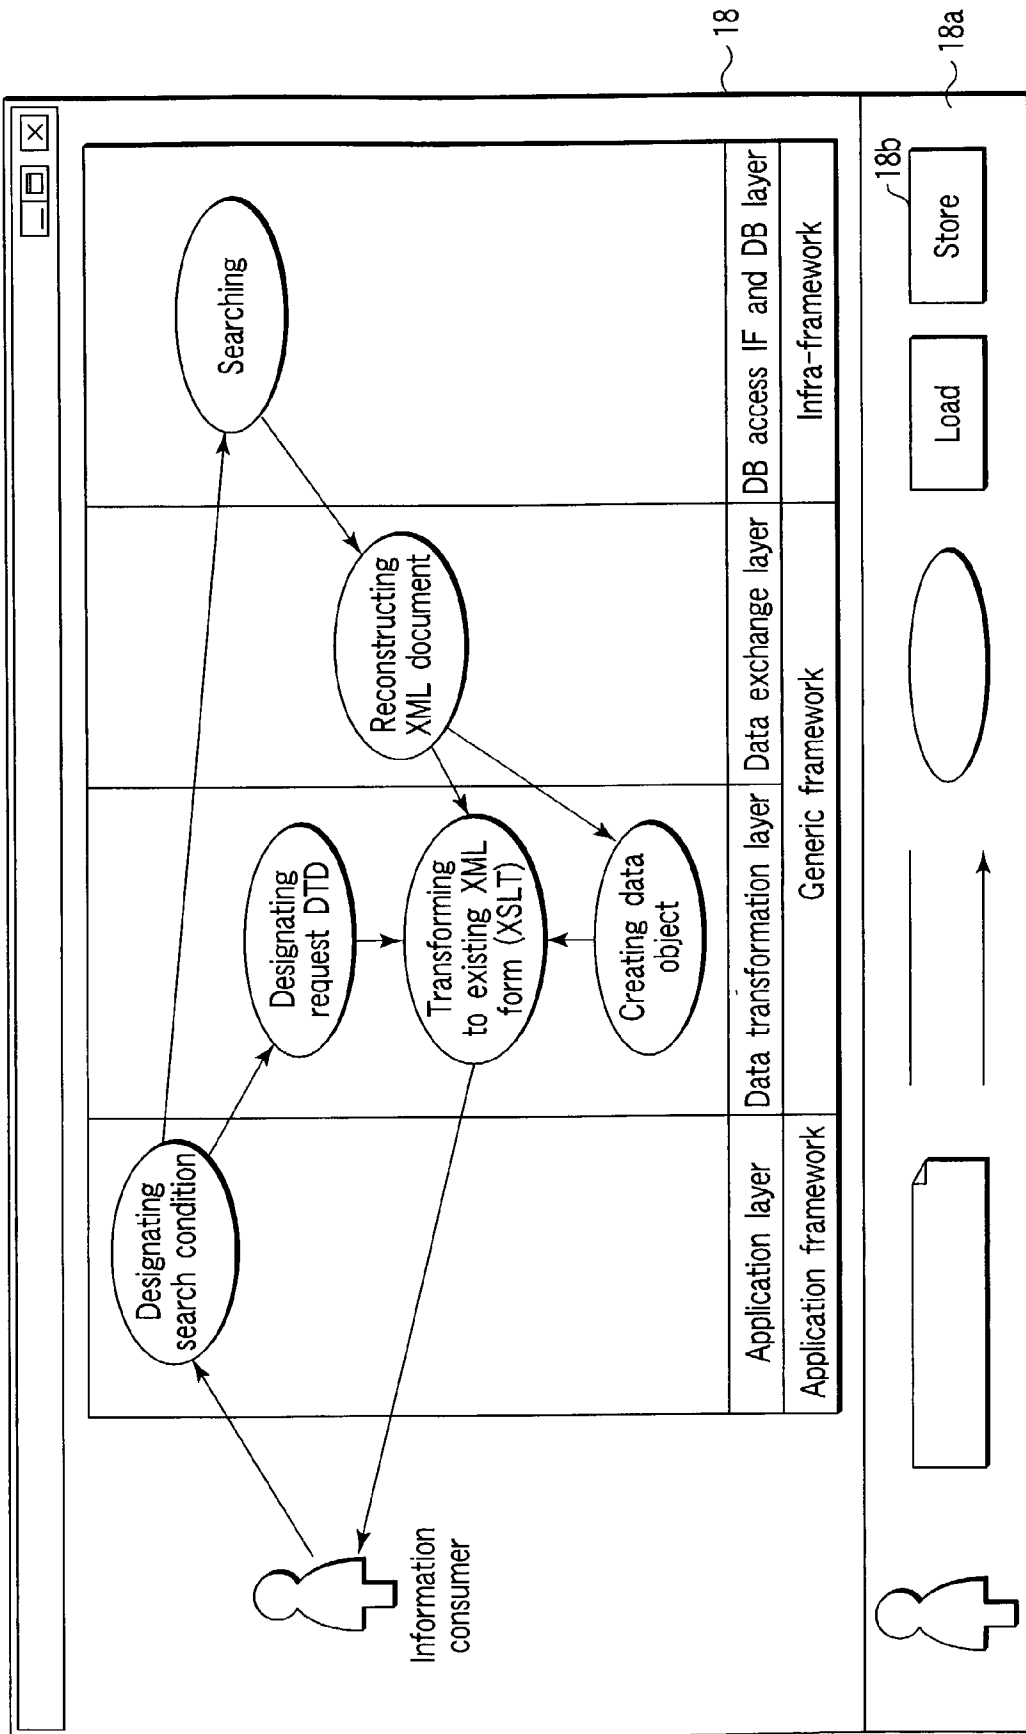 Designating
search condition
Searching
Designating
request DTD
Reconstructing
XML document
Transforming
to existing XML
form (XSLT)
Creating data
object
Information
consumer
Application layer
Data transformation layer
Data exchange layer
DB access IF and DB layer
Application framework
Generic framework
Infra-framework
18
18b
Load
Store
18a